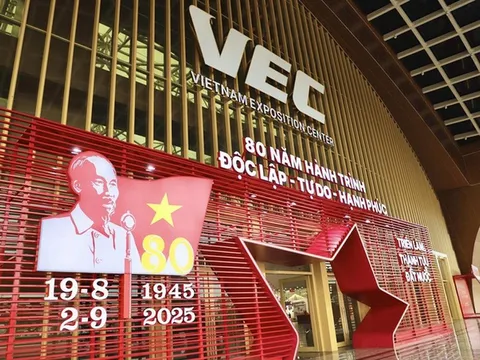 VEC
VIETNAM EXPOSITION CENTER
80 NĂM HÀNH TRÌNH
ĐỘC LẬP - TỰ DO - HẠNH PHÚC
TRIỂN LÃM
THÀNH TỰU
ĐẤT NƯỚC
80
19-8 1945
2-9 2025